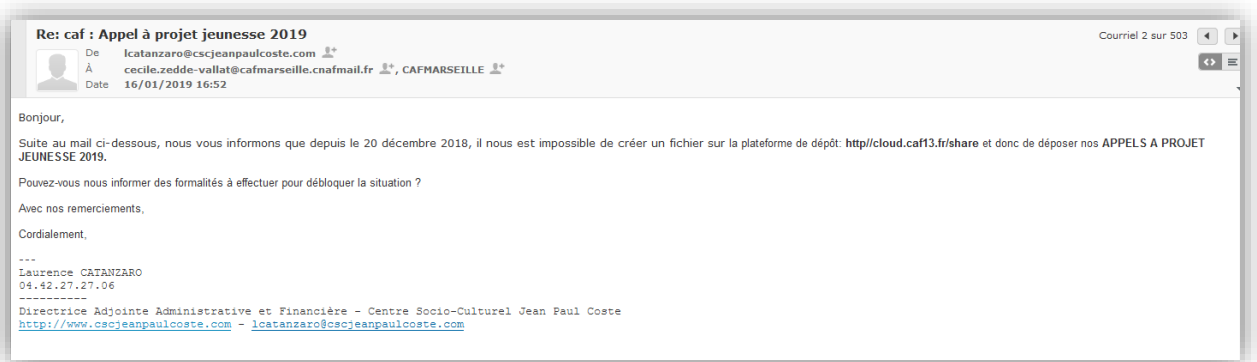 Re: caf : Appel à projet jeunesse 2019
Courriel 2 sur 503
De lcatanzaro@cscjeanpaulcoste.com
À cecile.zedde-vallat@cafmarseille.cnafmail.fr , CAFMARSEILLE
Date 16/01/2019 16:52
Bonjour,
Suite au mail ci-dessous, nous vous informons que depuis le 20 décembre 2018, il nous est impossible de créer un fichier sur la plateforme de dépôt: http//cloud.caf13.fr/share et donc de déposer nos APPELS A PROJET
JEUNESSE 2019.
Pouvez-vous nous informer des formalités à effectuer pour débloquer la situation ?
Avec nos remerciements,
Cordialement,
---
Laurence CATANZARO
04.42.27.27.06
----------
Directrice Adjointe Administrative et Financière - Centre Socio-Culturel Jean Paul Coste
http://www.cscjeanpaulcoste.com - lcatanzaro@cscjeanpaulcoste.com